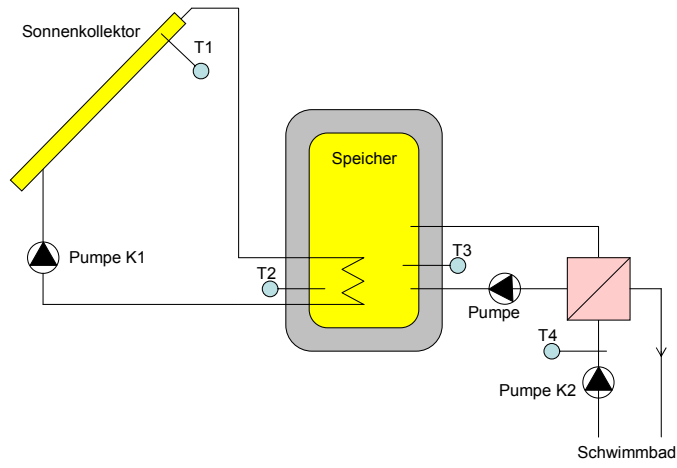 Sonnenkollektor
T1
Speicher
T3
Pumpe K1
T2
Pumpe
T4
Pumpe K2
Schwimmbad